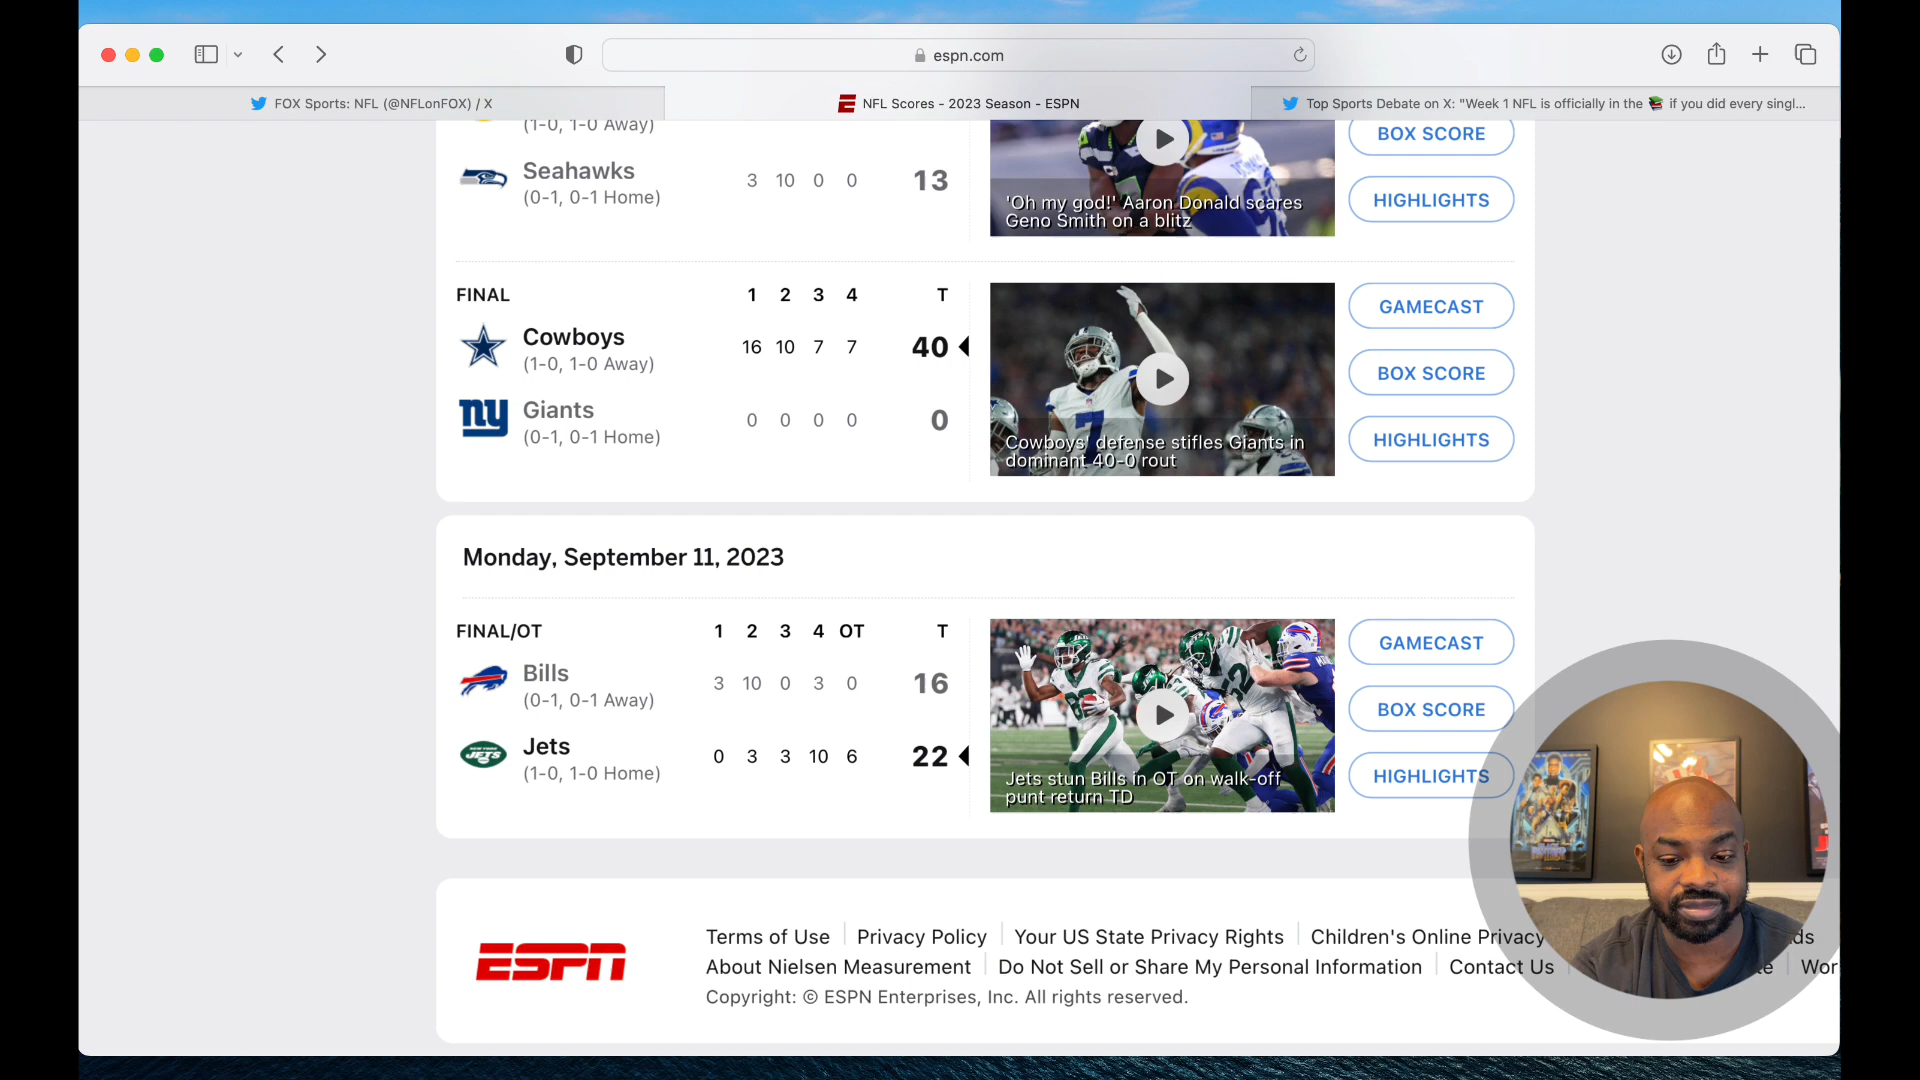 espn.com
FOX Sports: NFL (@NFLonFOX) / X
NFL Scores - 2023 Season - ESPN
Top Sports Debate on X: "Week 1 NFL is officially in the 📚 if you did every singl...
(1-0, 1-0 Away)
Seahawks
(0-1, 0-1 Home)
3 10 0 0 13
'Oh my god!' Aaron Donald scares
Geno Smith on a blitz
BOX SCORE
HIGHLIGHTS
FINAL 1 2 3 4 T
Cowboys
(1-0, 1-0 Away)
16 10 7 7 40
ny
Giants
(0-1, 0-1 Home)
0 0 0 0 0
7
Cowboys' defense stifles Giants in
dominant 40-0 rout
GAMECAST
BOX SCORE
HIGHLIGHTS
Monday, September 11, 2023
FINAL/OT 1 2 3 4 OT T
Bills
(0-1, 0-1 Away)
3 10 0 3 0 16
JETS
Jets
(1-0, 1-0 Home)
0 3 3 10 6 22
52
Jets stun Bills in OT on walk-off
punt return TD
GAMECAST
BOX SCORE
HIGHLIGHTS
ESPN
Terms of Use Privacy Policy Your US State Privacy Rights Children's Online Privacy
About Nielsen Measurement Do Not Sell or Share My Personal Information Contact Us
Copyright: © ESPN Enterprises, Inc. All rights reserved.